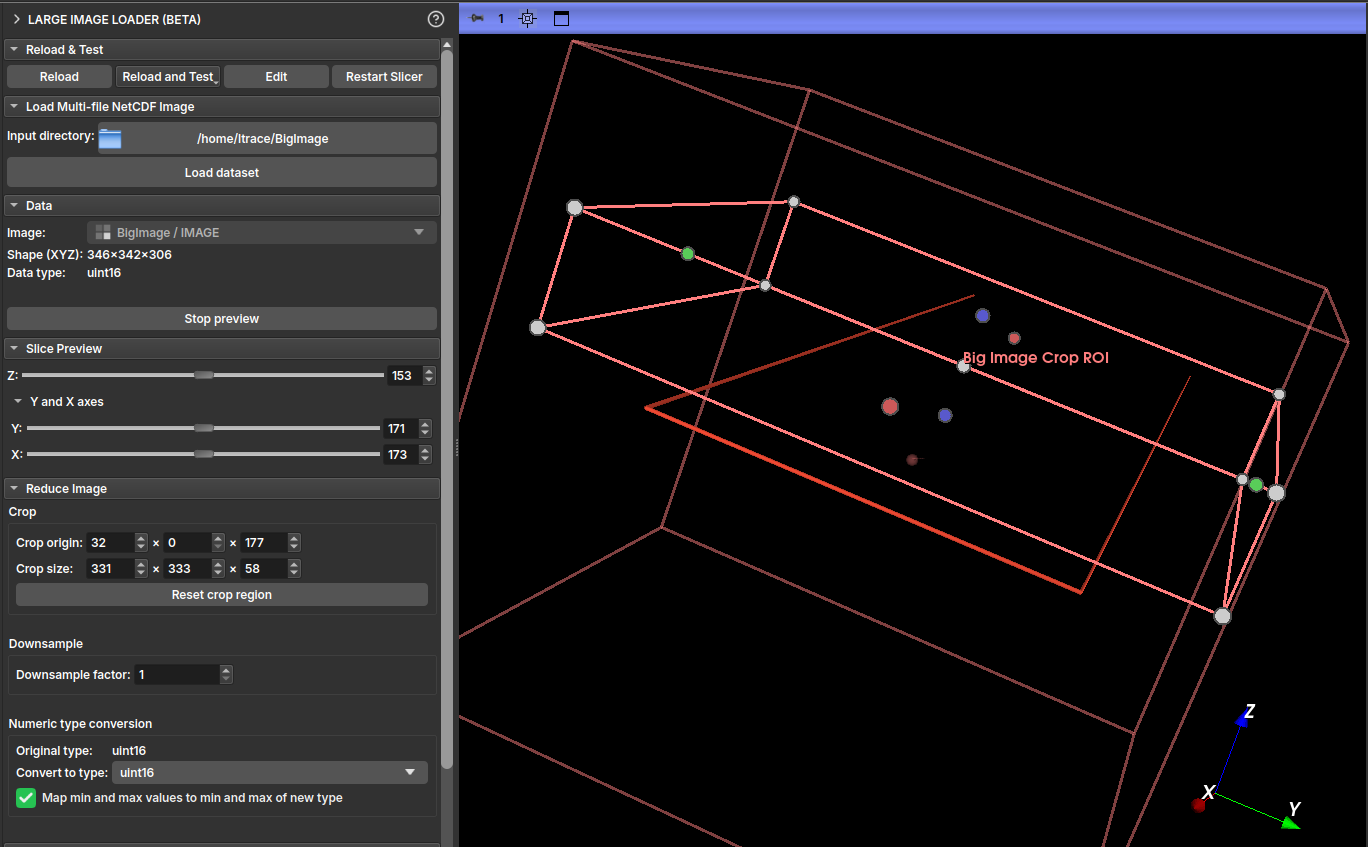 LARGE IMAGE LOADER (BETA)
1
Reload & Test
Reload
Reload and Test
Edit
Restart Slicer
Load Multi-file NetCDF Image
Input directory:
/home/ltrace/BigImage
Load dataset
Data
Image:
BigImage / IMAGE
Shape (XYZ): 346×342×306
Data type: uint16
Stop preview
Slice Preview
Z: 153
Y and X axes
Y: 171
X: 173
Reduce Image
Crop
Crop origin: 32 × 0 × 177
Crop size: 331 × 333 × 58
Reset crop region
Downsample
Downsample factor: 1
Numeric type conversion
Original type: uint16
Convert to type: uint16
Map min and max values to min and max of new type
Big Image Crop ROI
Z
X
Y